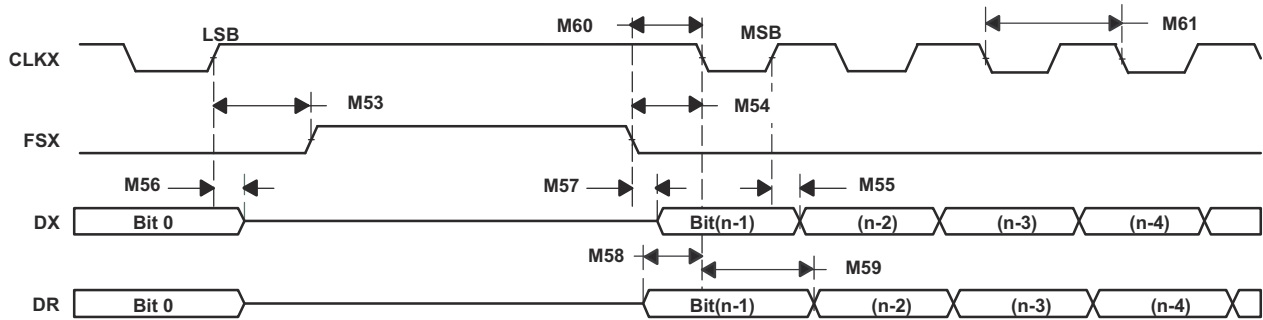 LSB
M60
MSB
M61
CLKX
M53
M54
FSX
M56
M57
M55
DX
Bit 0
Bit(n-1)
(n-2)
(n-3)
(n-4)
M58
M59
DR
Bit 0
Bit(n-1)
(n-2)
(n-3)
(n-4)